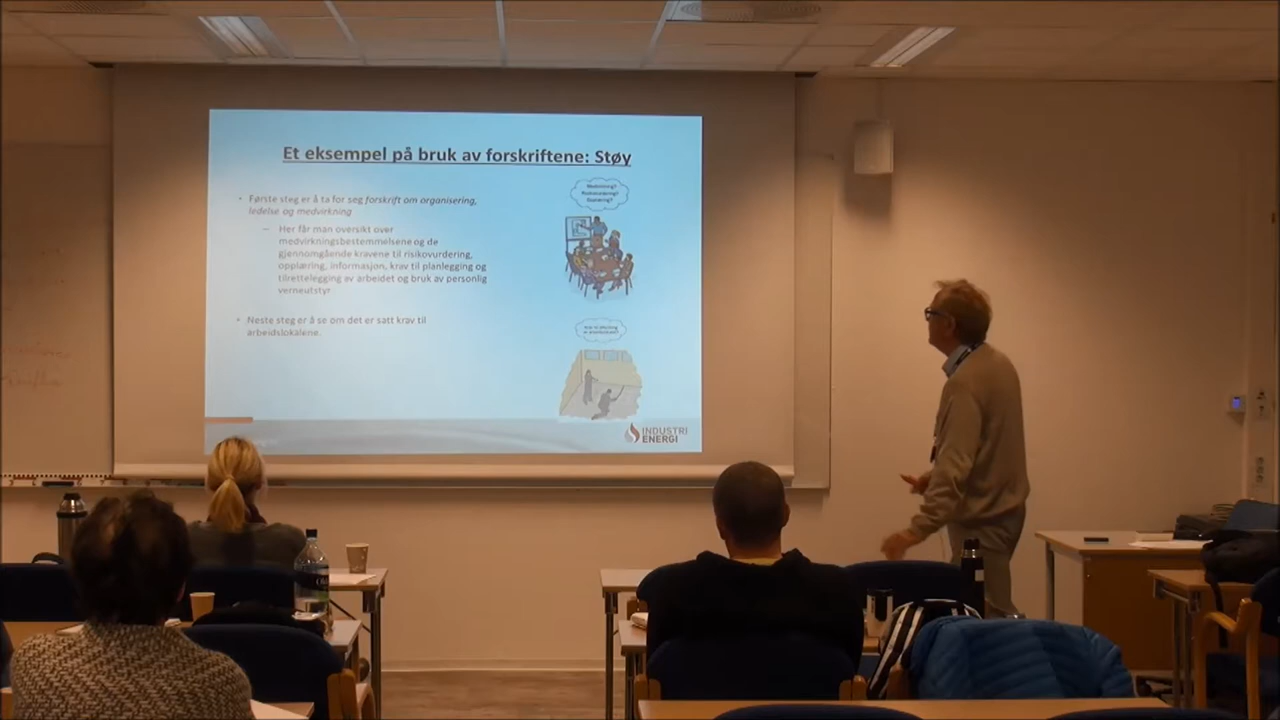 Et eksempel på bruk av forskriftene: Støy
• Første steg er å ta for seg forskrift om organisering,
ledelse og medvirkning
– Her får man oversikt over
medvirkningsbestemmelsene og de
gjennomgående kravene til risikovurdering,
opplæring, informasjon, krav til planlegging og
tilrettelegging av arbeidet og bruk av personlig
verneutstyr
• Neste steg er å se om det er satt krav til
arbeidslokalene.
INDUSTRI
ENERGI